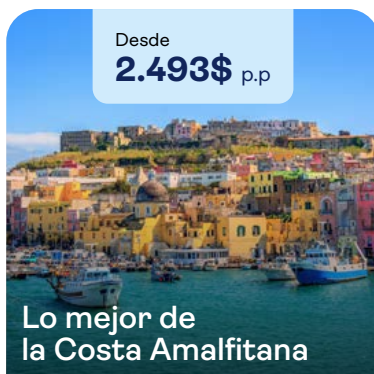 Desde
2.493$ p.p
Lo mejor de
la Costa Amalfitana